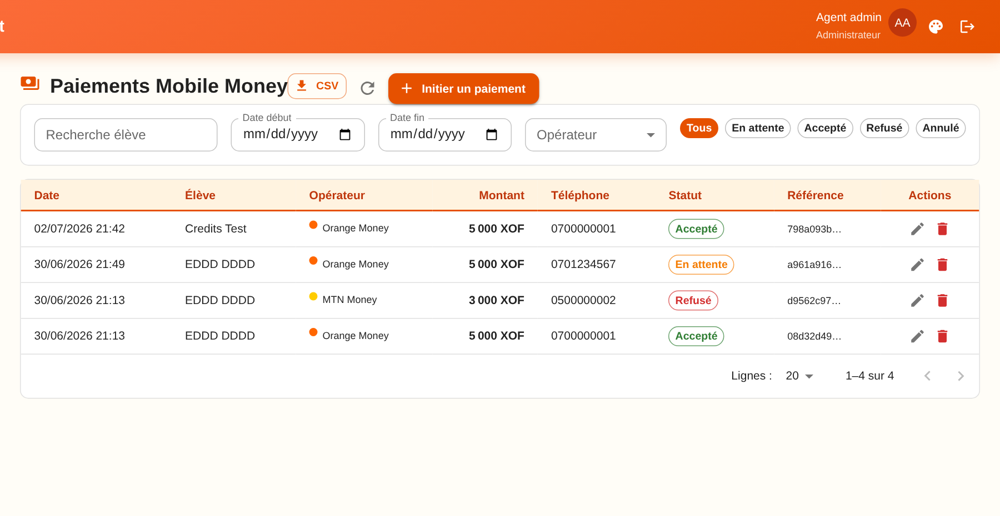 t
Agent admin
Administrateur
AA
Paiements Mobile Money
CSV
Initier un paiement
Recherche élève
Date début
mm/dd/yyyy
Date fin
mm/dd/yyyy
Opérateur
Tous
En attente
Accepté
Refusé
Annulé
Date Élève Opérateur Montant Téléphone Statut Référence Actions
02/07/2026 21:42 Credits Test Orange Money 5 000 XOF 0700000001 Accepté 798a093b…
30/06/2026 21:49 EDDD DDDD Orange Money 5 000 XOF 0701234567 En attente a961a916…
30/06/2026 21:13 EDDD DDDD MTN Money 3 000 XOF 0500000002 Refusé d9562c97…
30/06/2026 21:13 EDDD DDDD Orange Money 5 000 XOF 0700000001 Accepté 08d32d49…
Lignes : 20 1–4 sur 4